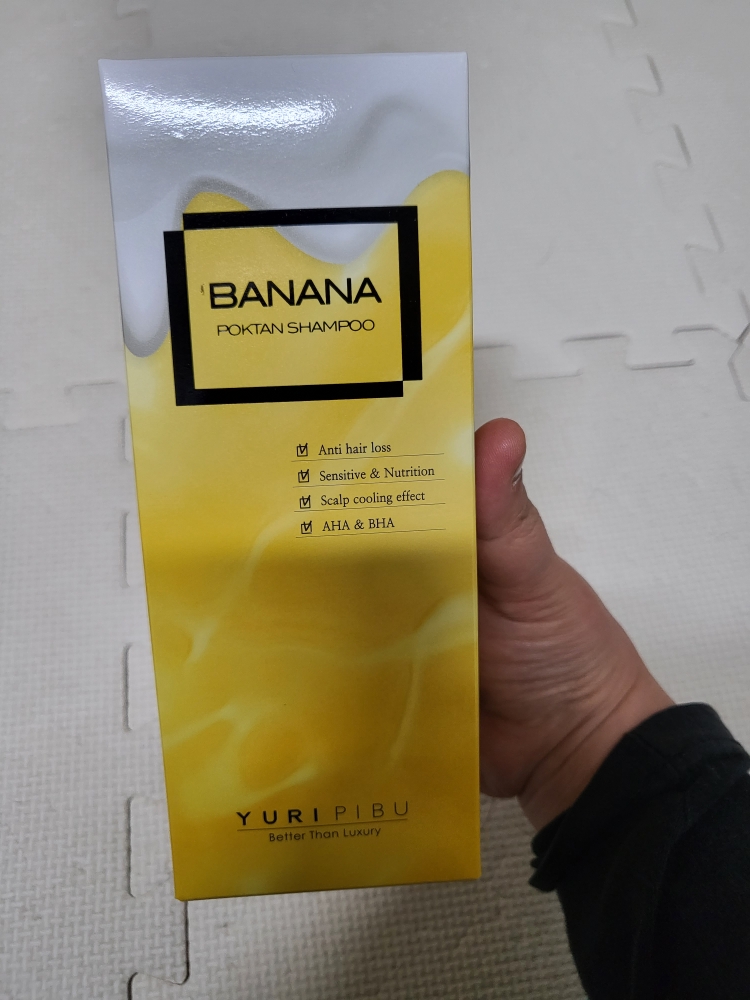 BANANA
POKTAN SHAMPOO
Anti hair loss
Sensitive & Nutrition
Scalp cooling effect
AHA & BHA
YURI PIBU
Better Than Luxury